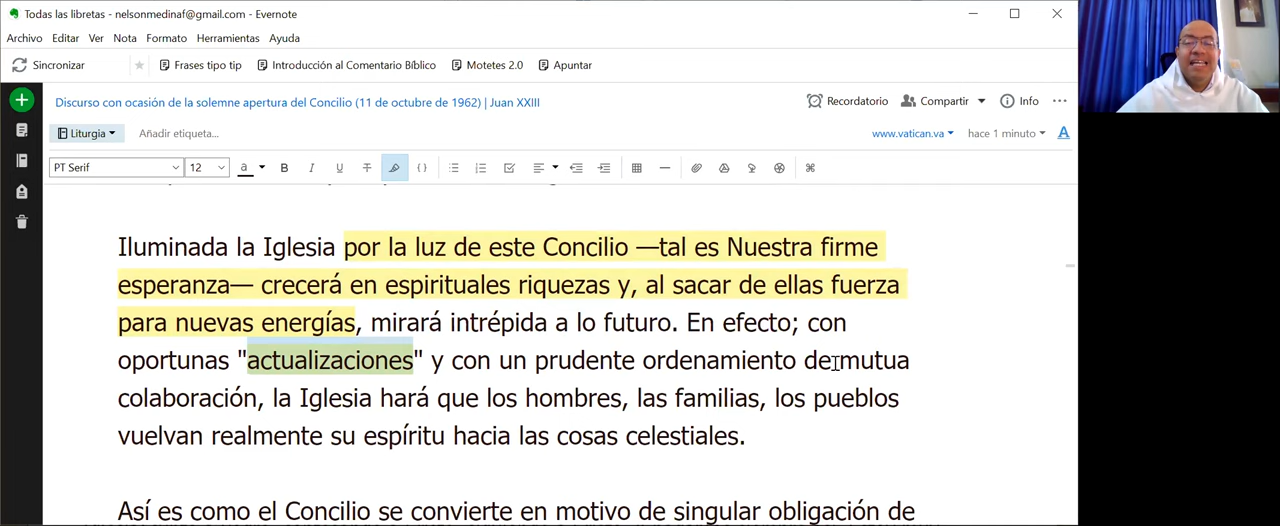 Todas las libretas - nelsonmedinaf@gmail.com - Evernote
Archivo Editar Ver Nota Formato Herramientas Ayuda
Sincronizar Frases tipo tip Introducción al Comentario Bíblico Motetes 2.0 Apuntar
Discurso con ocasión de la solemne apertura del Concilio (11 de octubre de 1962) | Juan XXIII Recordatorio Compartir Info
Liturgia Añadir etiqueta... www.vatican.va hace 1 minuto A
PT Serif 12 a B I U T { }
Iluminada la Iglesia por la luz de este Concilio —tal es Nuestra firme
esperanza— crecerá en espirituales riquezas y, al sacar de ellas fuerza
para nuevas energías, mirará intrépida a lo futuro. En efecto; con
oportunas "actualizaciones" y con un prudente ordenamiento de mutua
colaboración, la Iglesia hará que los hombres, las familias, los pueblos
vuelvan realmente su espíritu hacia las cosas celestiales.
Así es como el Concilio se convierte en motivo de singular obligación de